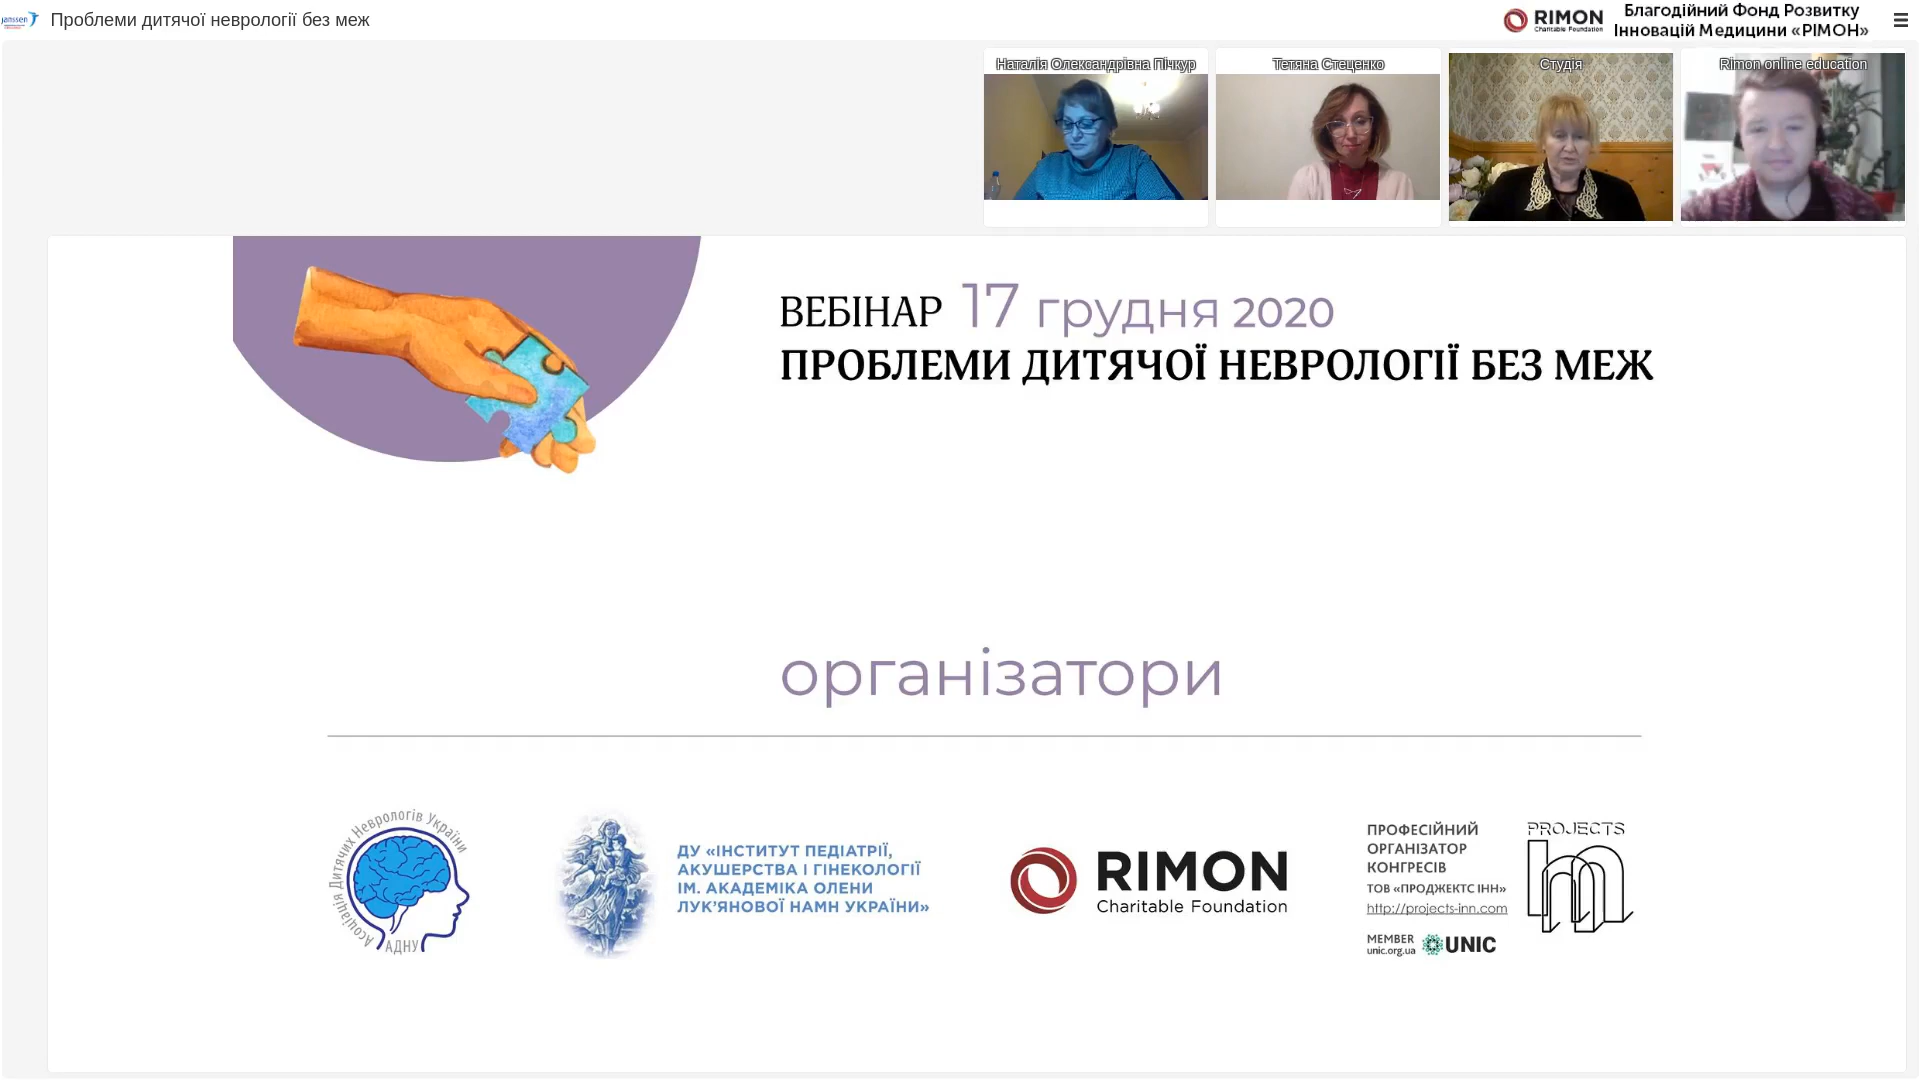 janssen
Проблеми дитячої неврології без меж
RIMON
Charitable Foundation
Благодійний Фонд Розвитку
Інновацій Медицини «РІМОН»
Наталія Олександрівна Пічкур
Тетяна Стеценко
Студія
Rimon online education
ВЕБІНАР 17 грудня 2020
ПРОБЛЕМИ ДИТЯЧОЇ НЕВРОЛОГІЇ БЕЗ МЕЖ
організатори
Асоціація Дитячих Неврологів України
АДНУ
ДУ «ІНСТИТУТ ПЕДІАТРІЇ,
АКУШЕРСТВА І ГІНЕКОЛОГІЇ
ІМ. АКАДЕМІКА ОЛЕНИ
ЛУК’ЯНОВОЇ НАМН УКРАЇНИ»
RIMON
Charitable Foundation
ПРОФЕСІЙНИЙ
ОРГАНІЗАТОР
КОНГРЕСІВ
ТОВ «ПРОДЖЕКТС ІНН»
http://projects-inn.com
MEMBER
unic.org.ua
UNIC
PROJECTS
inn